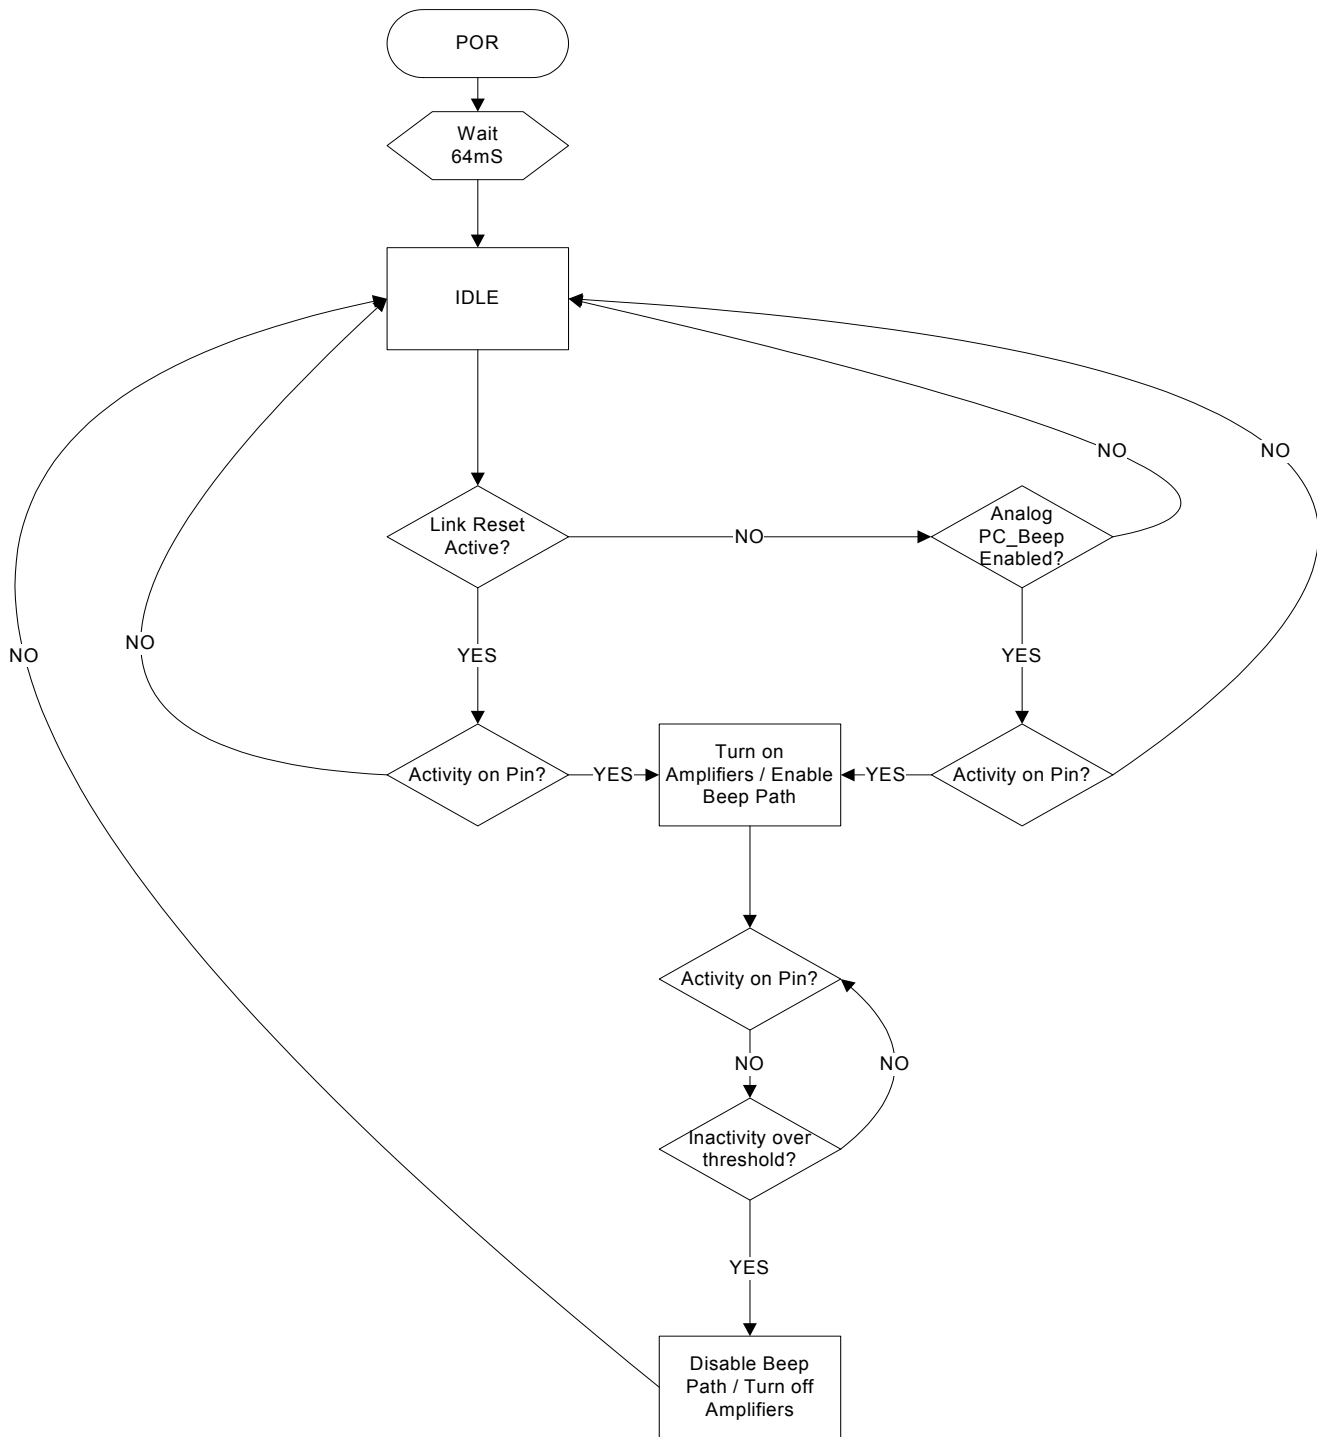 POR
Wait
64mS
IDLE
NO
NO
Link Reset
Active?
NO
Analog
PC_Beep
Enabled?
NO
NO
YES
YES
Activity on Pin?
YES
Turn on
Amplifiers / Enable
Beep Path
YES
Activity on Pin?
Activity on Pin?
NO
NO
Inactivity over
threshold?
YES
Disable Beep
Path / Turn off
Amplifiers